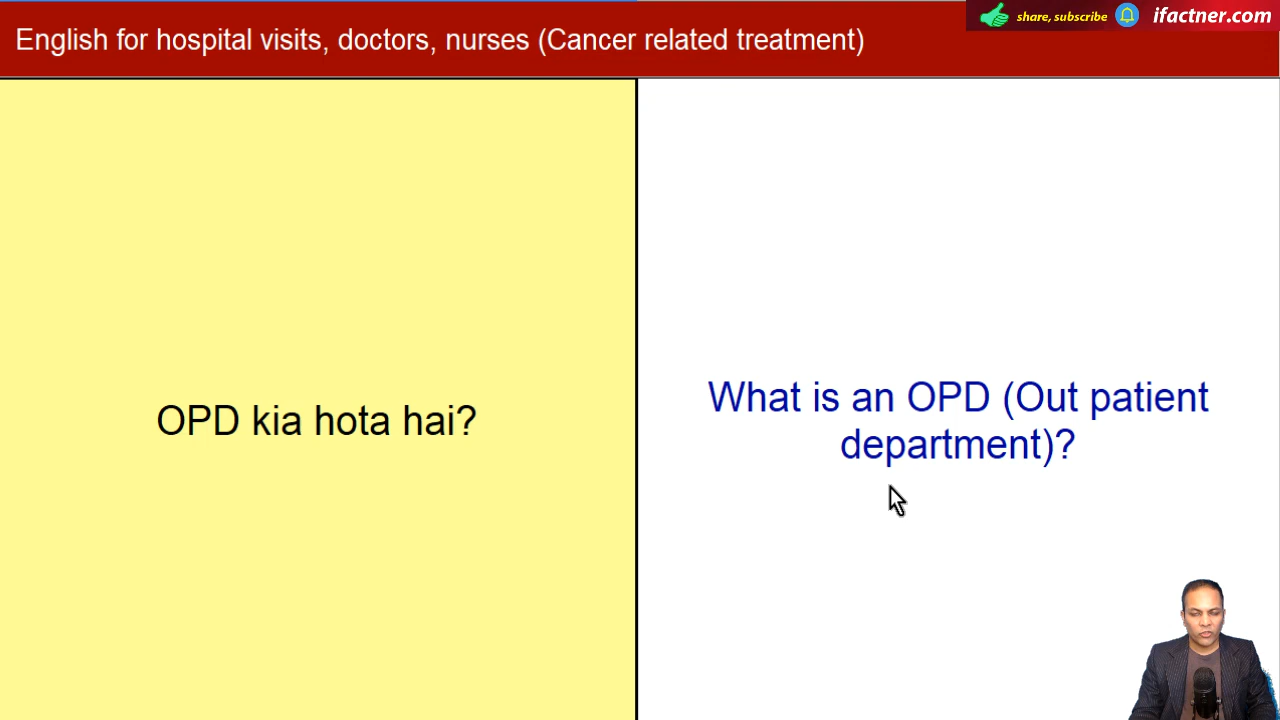 English for hospital visits, doctors, nurses (Cancer related treatment)
share, subscribe
ifactner.com
OPD kia hota hai?
What is an OPD (Out patient
department)?